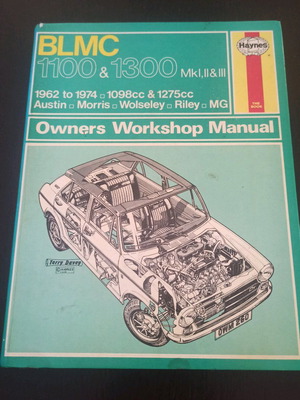 BLMC
1100 & 1300 Mk I, II & III
1962 to 1974 □ 1098cc & 1275cc
Austin □ Morris □ Wolseley □ Riley □ MG
Haynes
Owners Workshop Manual
Terry Davey